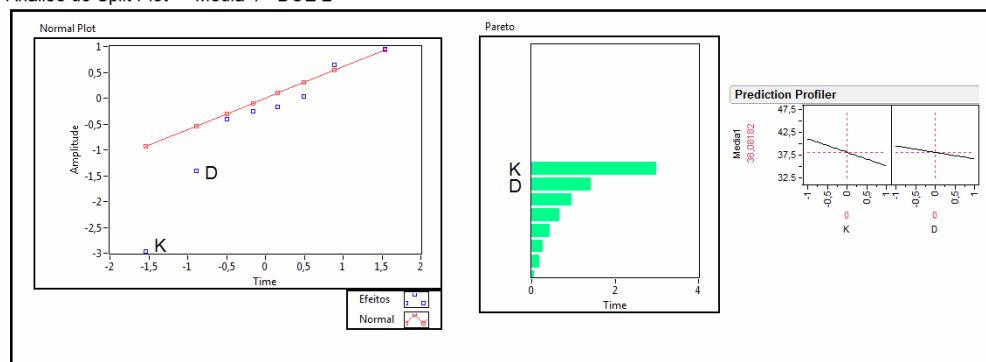 Normal Plot
1
0,5
0
-0,5
-1
-1,5
-2
-2,5
-3
Amplitude
D
K
-2
-1,5
-1
-0,5
0
0,5
1
1,5
2
Time
Efeitos
Normal
Pareto
K
D
0
2
4
Time
Prediction Profiler
Media1
38,08182
47,5
42,5
37,5
32,5
-1
-0,5
0
0,5
1
-1
-0,5
0
0,5
1
0
K
0
D